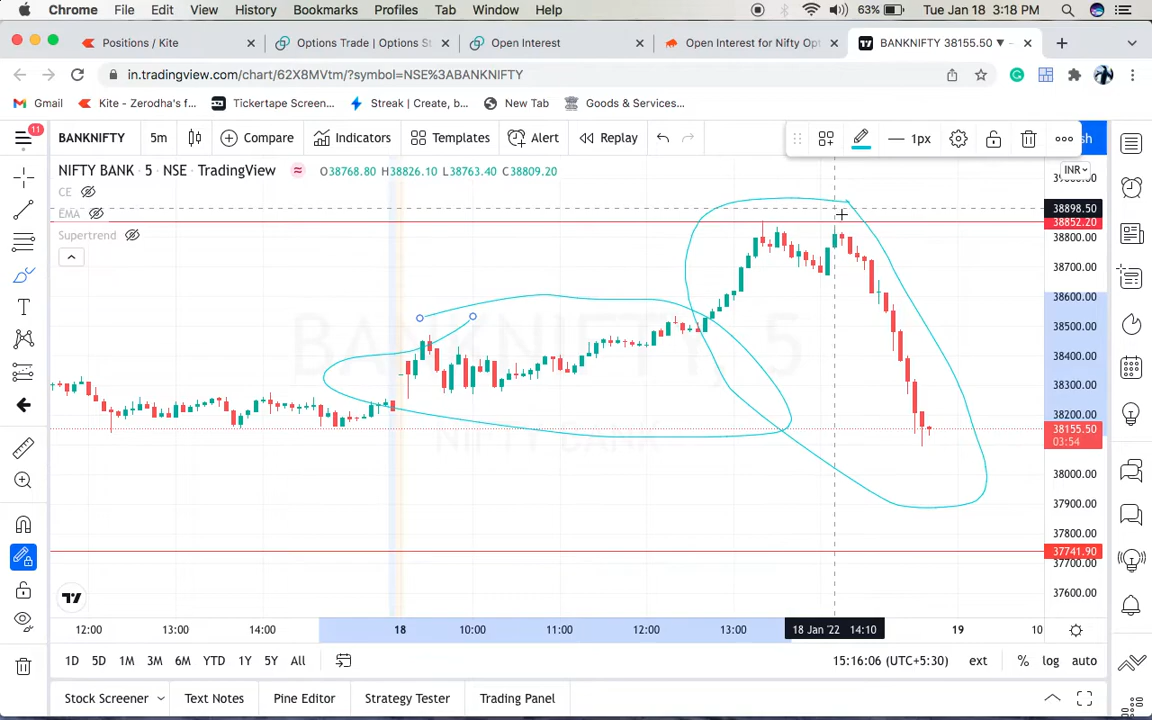 Chrome File Edit View History Bookmarks Profiles Tab Window Help 63% Tue Jan 18 3:18 PM
Positions / Kite Options Trade | Options S Open Interest Open Interest for Nifty Op BANKNIFTY 38155.50 ▼
in.tradingview.com/chart/62X8MVtm/?symbol=NSE%3ABANKNIFTY
Gmail Kite - Zerodha's f... Tickertape Screen... Streak | Create, b... New Tab Goods & Services...
11 BANKNIFTY 5m Compare Indicators Templates Alert Replay 1px sh
NIFTY BANK · 5 · NSE · TradingView O38768.80 H38826.10 L38763.40 C38809.20 INR
CE
38898.50
EMA
38852.20
Supertrend 38800.00
38700.00
38600.00
38500.00
BANKNIFTY 5
38400.00
38300.00
38200.00
38155.50
03:54
NIFTY BANK
38000.00
37900.00
37800.00
37741.90
37700.00
37600.00
12:00 13:00 14:00 18 10:00 11:00 12:00 13:00 18 Jan '22 14:10 19 10
1D 5D 1M 3M 6M YTD 1Y 5Y All 15:16:06 (UTC+5:30) ext % log auto
Stock Screener Text Notes Pine Editor Strategy Tester Trading Panel